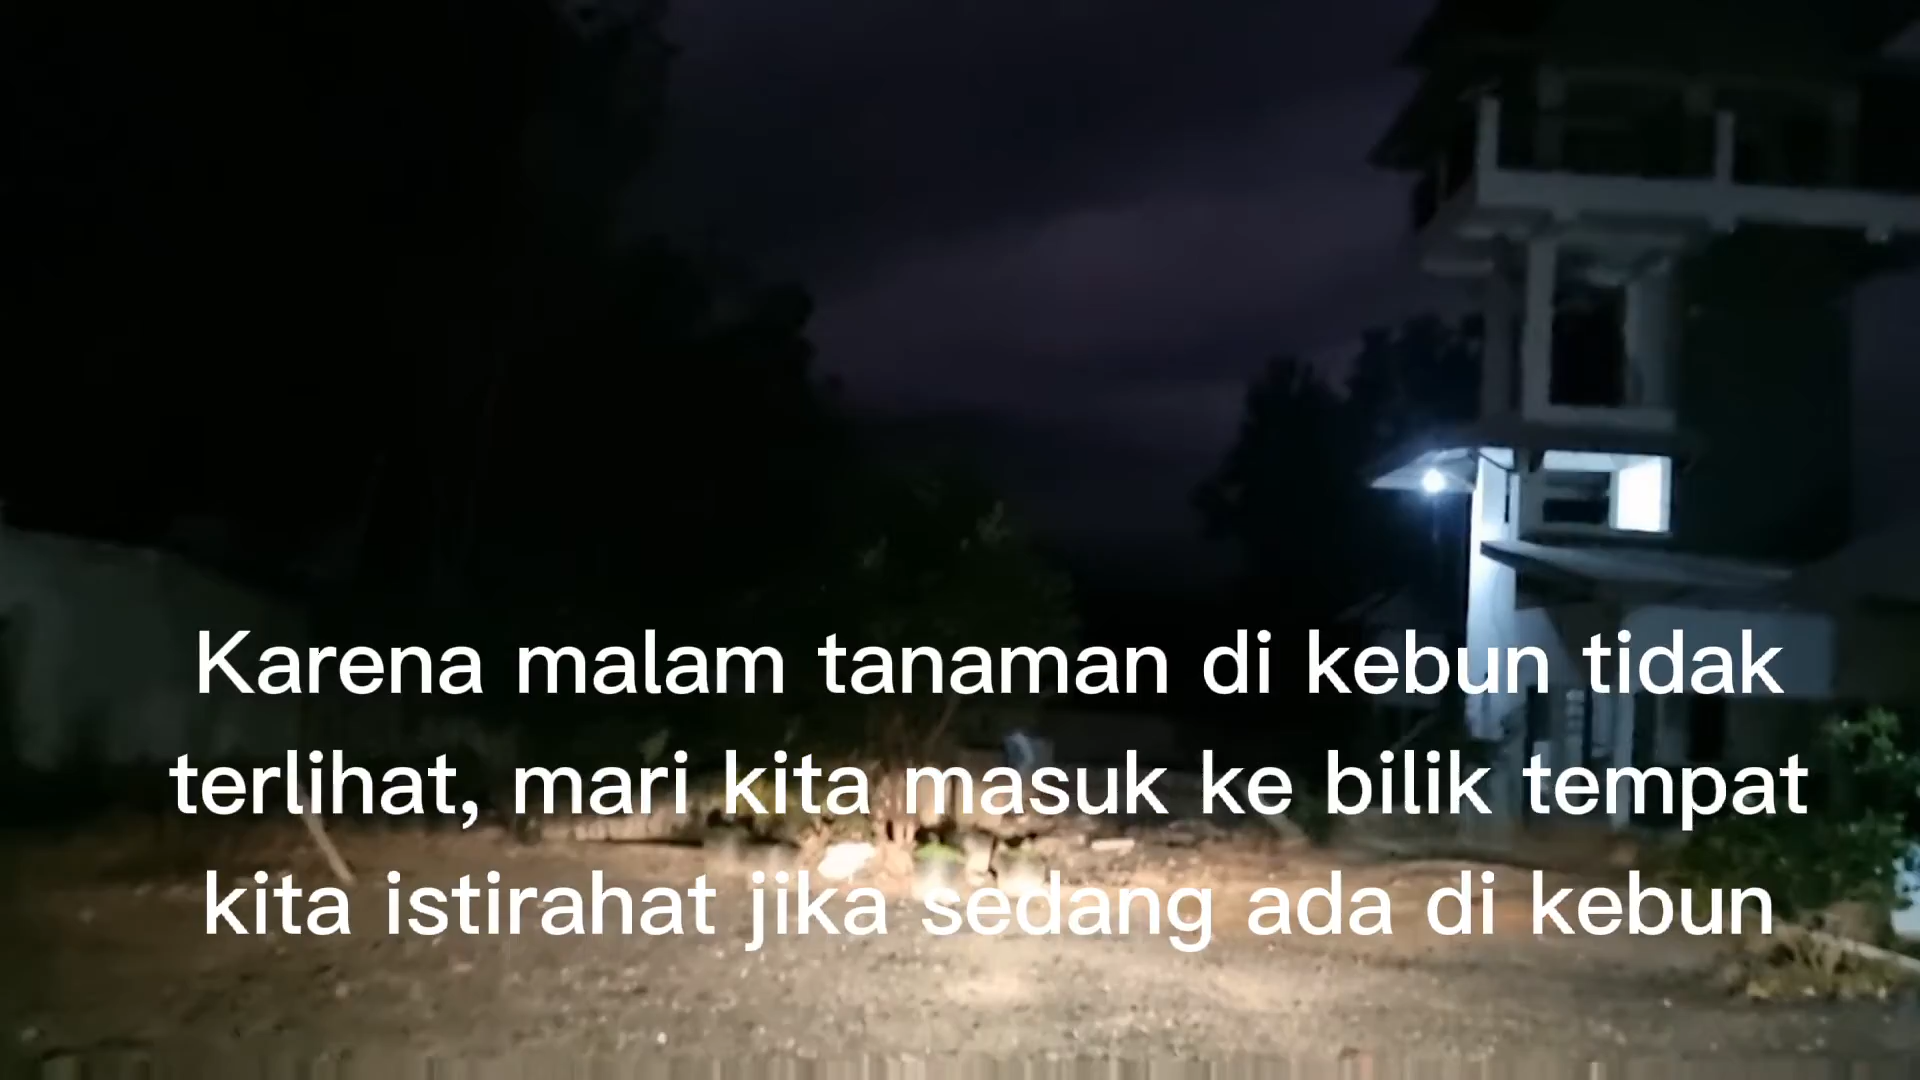 Karena malam tanaman di kebun tidak
terlihat, mari kita masuk ke bilik tempat
kita istirahat jika sedang ada di kebun